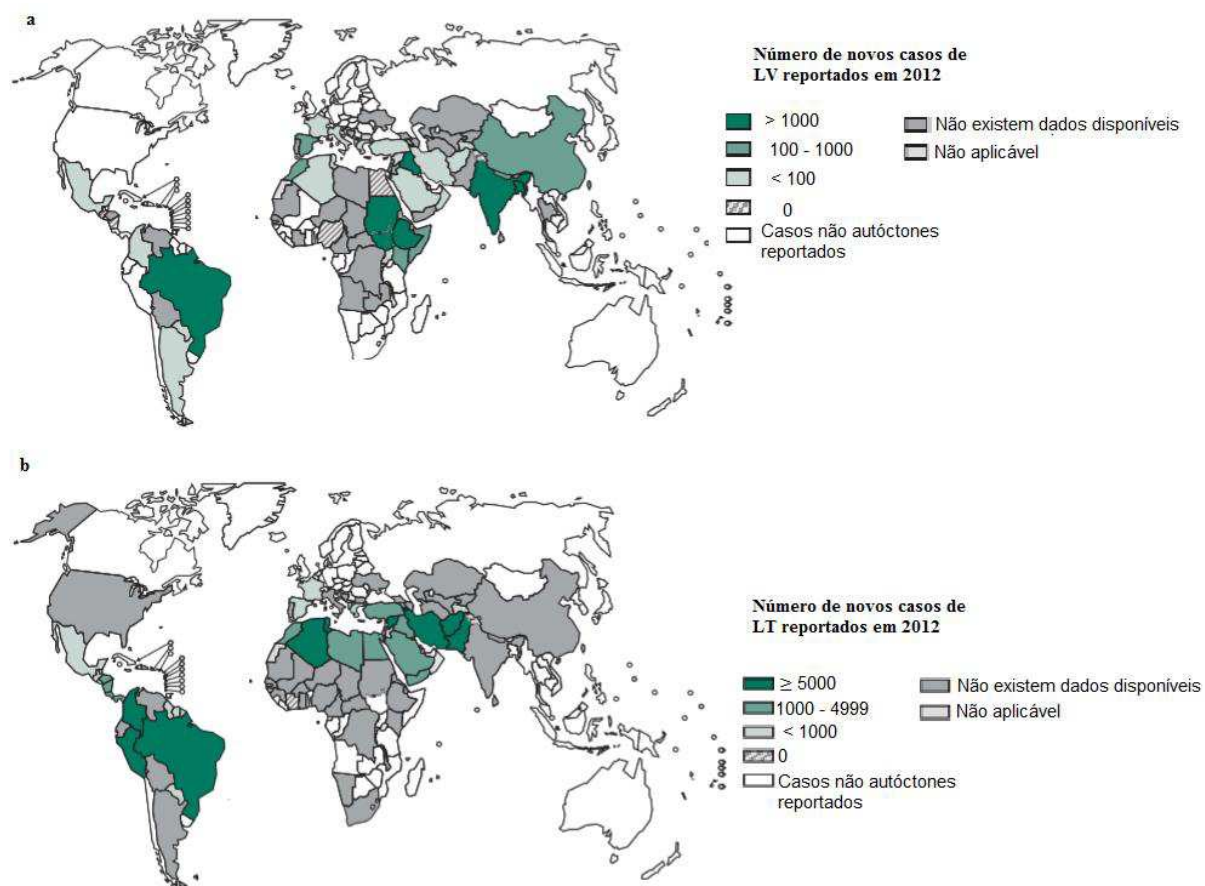 a
Número de novos casos de
LV reportados em 2012
> 1000
100 - 1000
< 100
0
Casos não autóctones
reportados
Não existem dados disponíveis
Não aplicável
b
Número de novos casos de
LT reportados em 2012
≥ 5000
1000 - 4999
< 1000
0
Casos não autóctones
reportados
Não existem dados disponíveis
Não aplicável